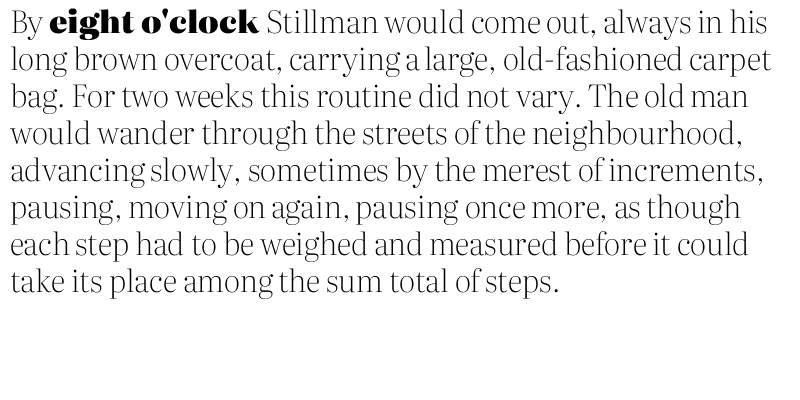 By eight o'clock Stillman would come out, always in his
long brown overcoat, carrying a large, old-fashioned carpet
bag. For two weeks this routine did not vary. The old man
would wander through the streets of the neighbourhood,
advancing slowly, sometimes by the merest of increments,
pausing, moving on again, pausing once more, as though
each step had to be weighed and measured before it could
take its place among the sum total of steps.